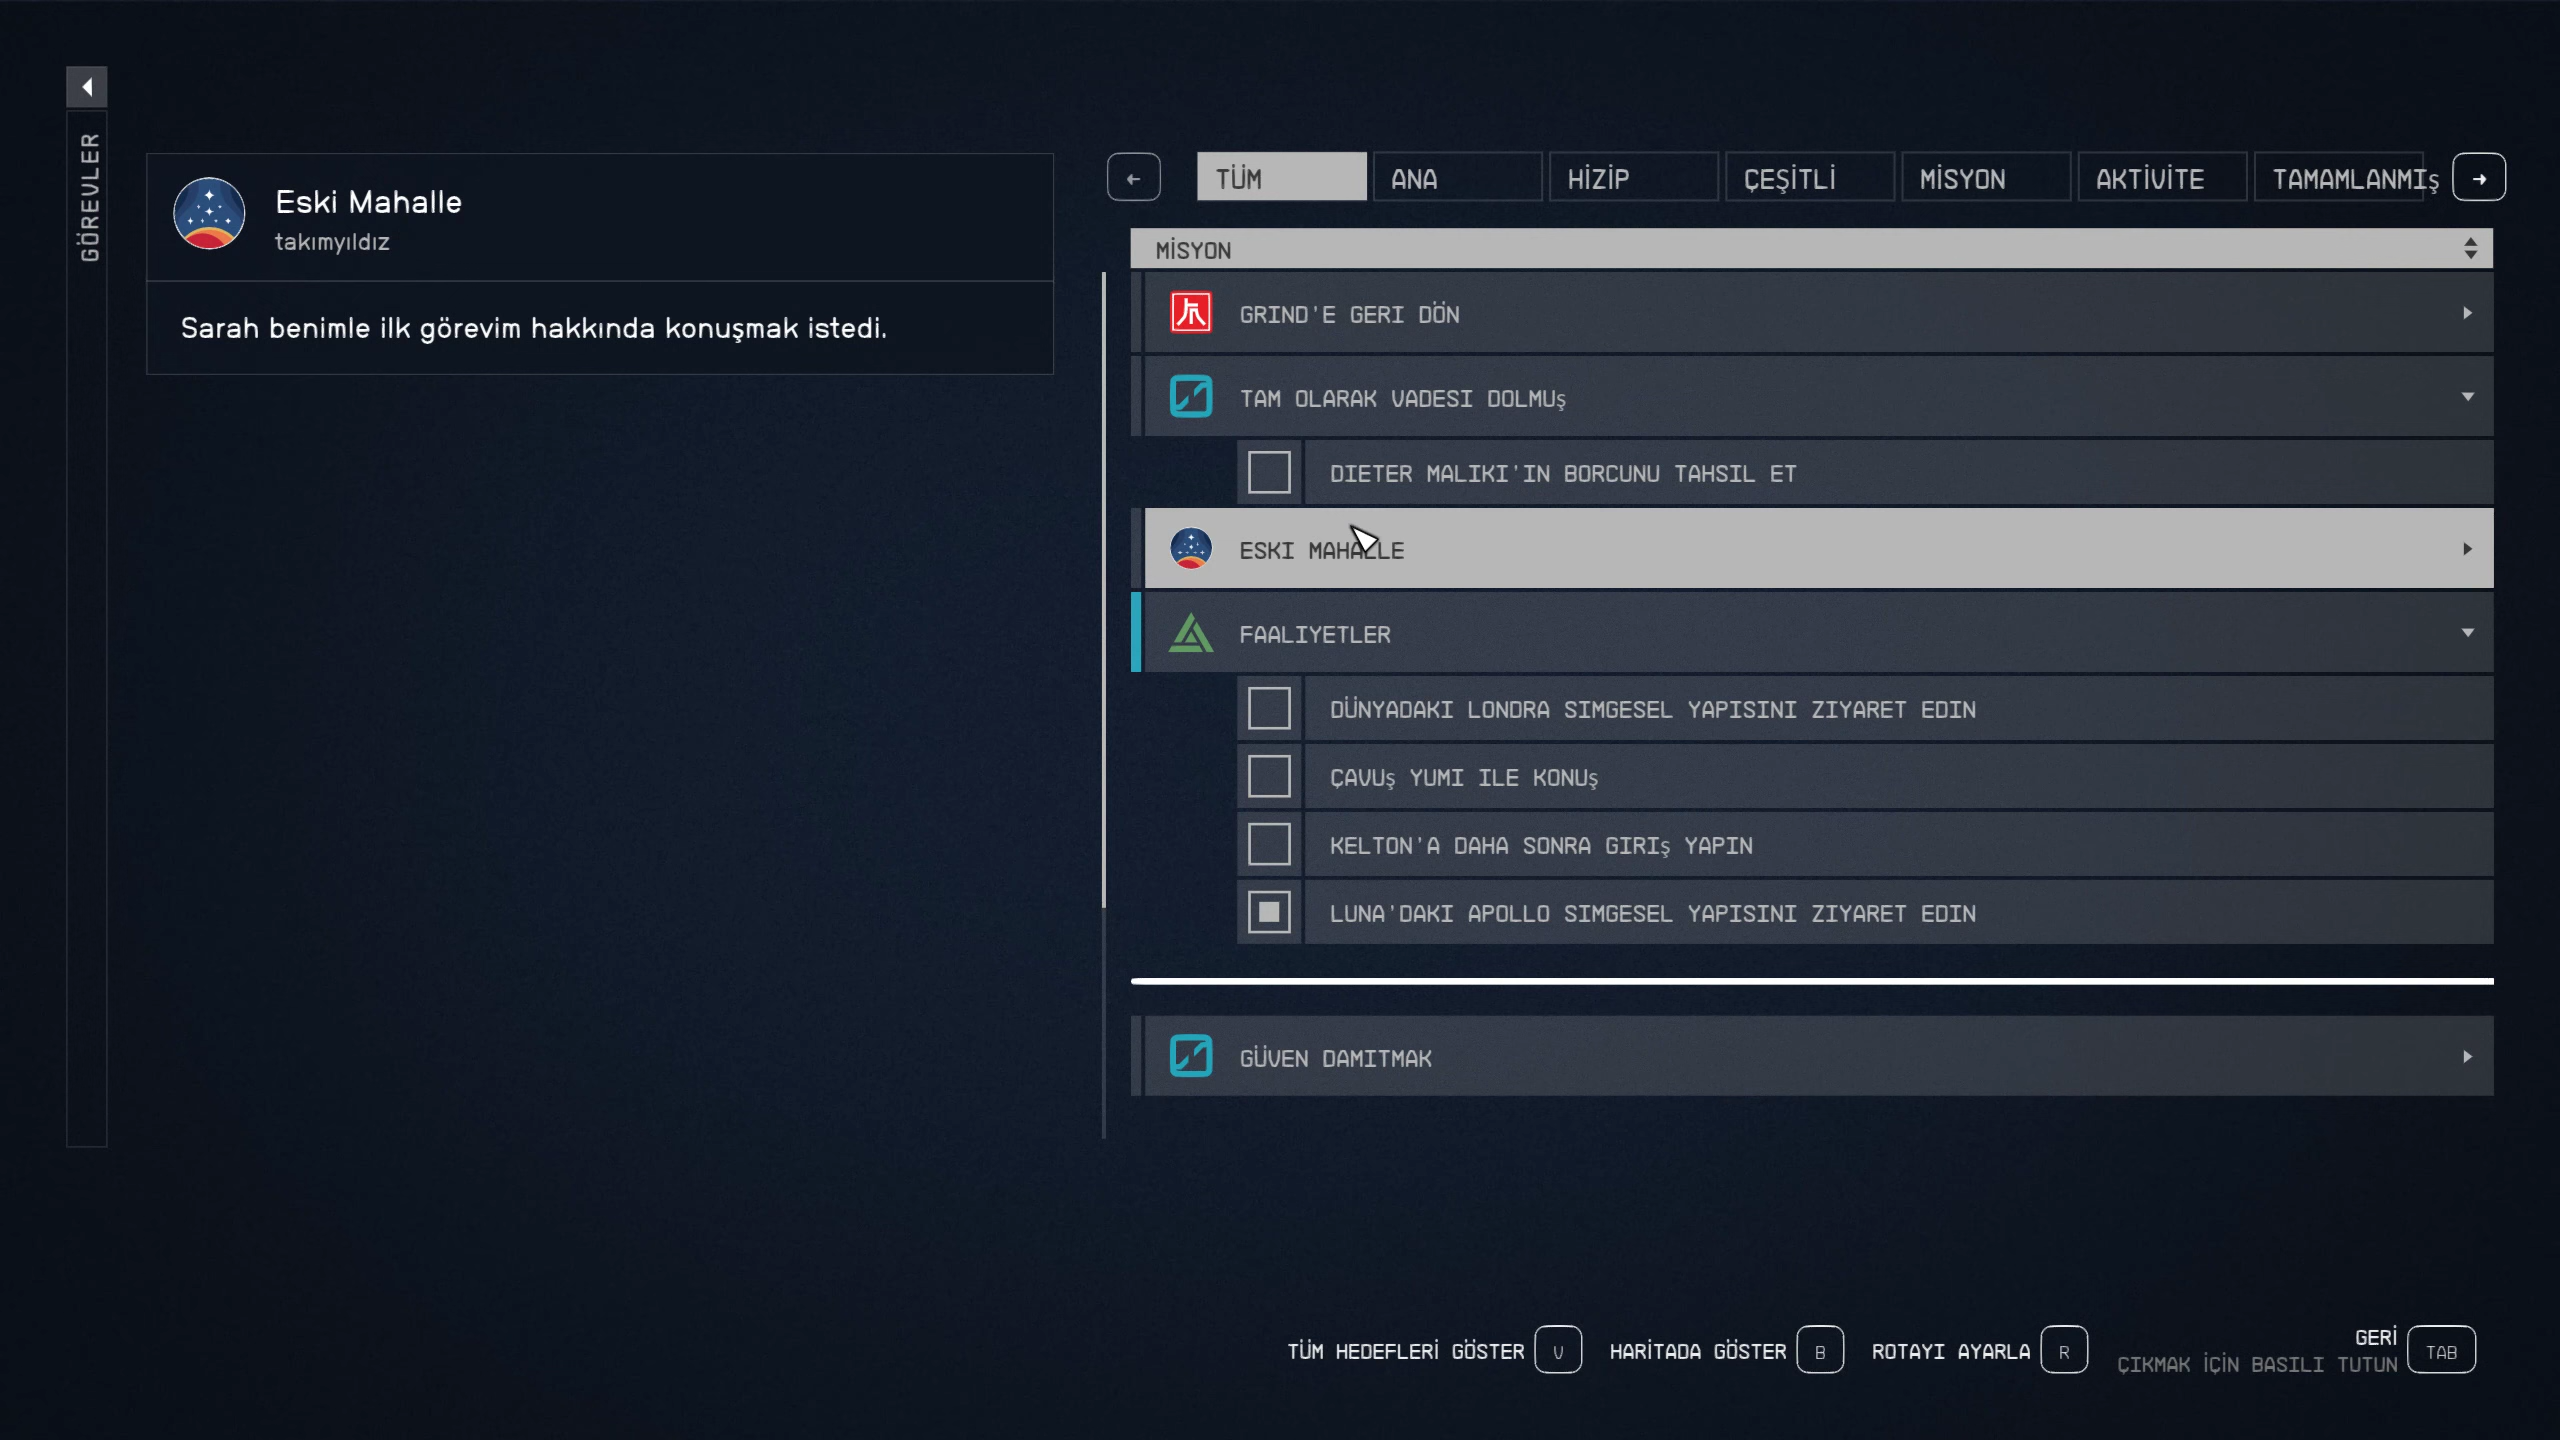 GÖREVLER
Eski Mahalle
takımyıldız
Sarah benimle ilk görevim hakkında konuşmak istedi.
TÜM
ANA
HİZİP
ÇEŞİTLİ
MİSYON
AKTİVİTE
TAMAMLANMIş
MİSYON
GRIND'E GERI DÖN
TAM OLARAK VADESI DOLMUş
DIETER MALIKI'IN BORCUNU TAHSIL ET
ESKI MAHALLE
FAALIYETLER
DÜNYADAKI LONDRA SIMGESEL YAPISINI ZIYARET EDIN
ÇAVUş YUMI ILE KONUş
KELTON'A DAHA SONRA GIRIş YAPIN
LUNA'DAKI APOLLO SIMGESEL YAPISINI ZIYARET EDIN
GÜVEN DAMITMAK
TÜM HEDEFLERİ GÖSTER V
HARİTADA GÖSTER B
ROTAYI AYARLA R
GERİ
ÇIKMAK İÇİN BASILI TUTUN
TAB